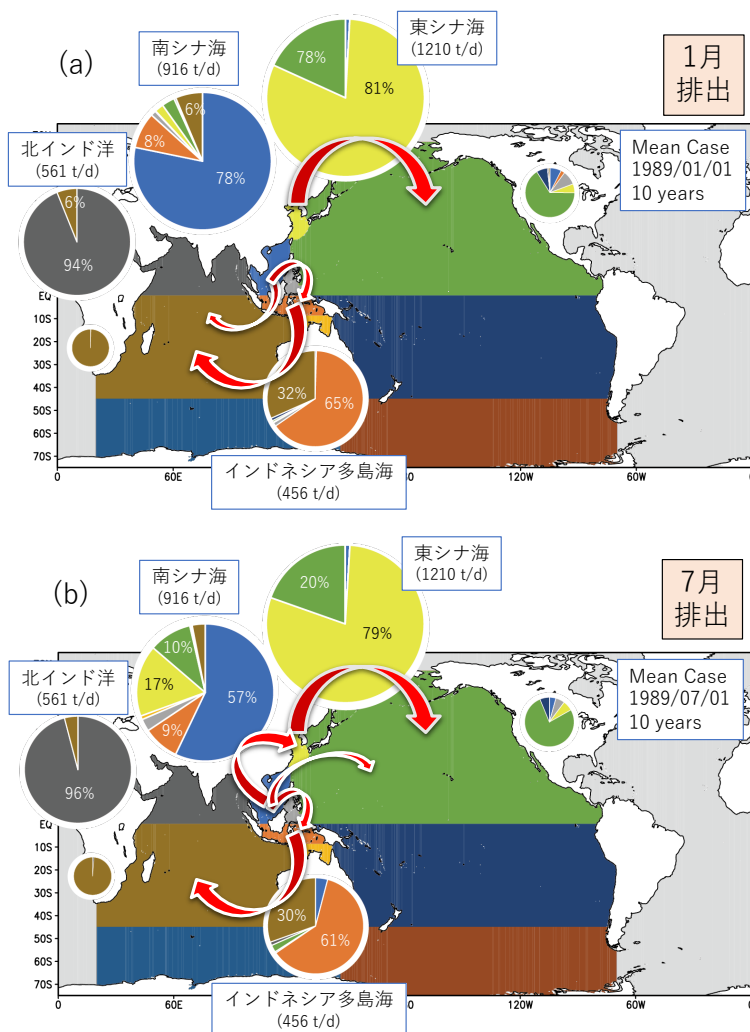 (a)
南シナ海
(916 t/d)
東シナ海
(1210 t/d)
1月
排出
78%
81%
6%
8%
78%
北インド洋
(561 t/d)
6%
94%
Mean Case
1989/01/01
10 years
EQ
10S
20S
30S
40S
50S
60S
70S
32%
65%
インドネシア多島海
(456 t/d)
0
60E
120W
60W
(b)
南シナ海
(916 t/d)
東シナ海
(1210 t/d)
7月
排出
20%
79%
10%
17%
57%
9%
北インド洋
(561 t/d)
96%
Mean Case
1989/07/01
10 years
EQ
10S
20S
30S
40S
50S
60S
70S
30%
61%
インドネシア多島海
(456 t/d)
0
60E
120W
60W